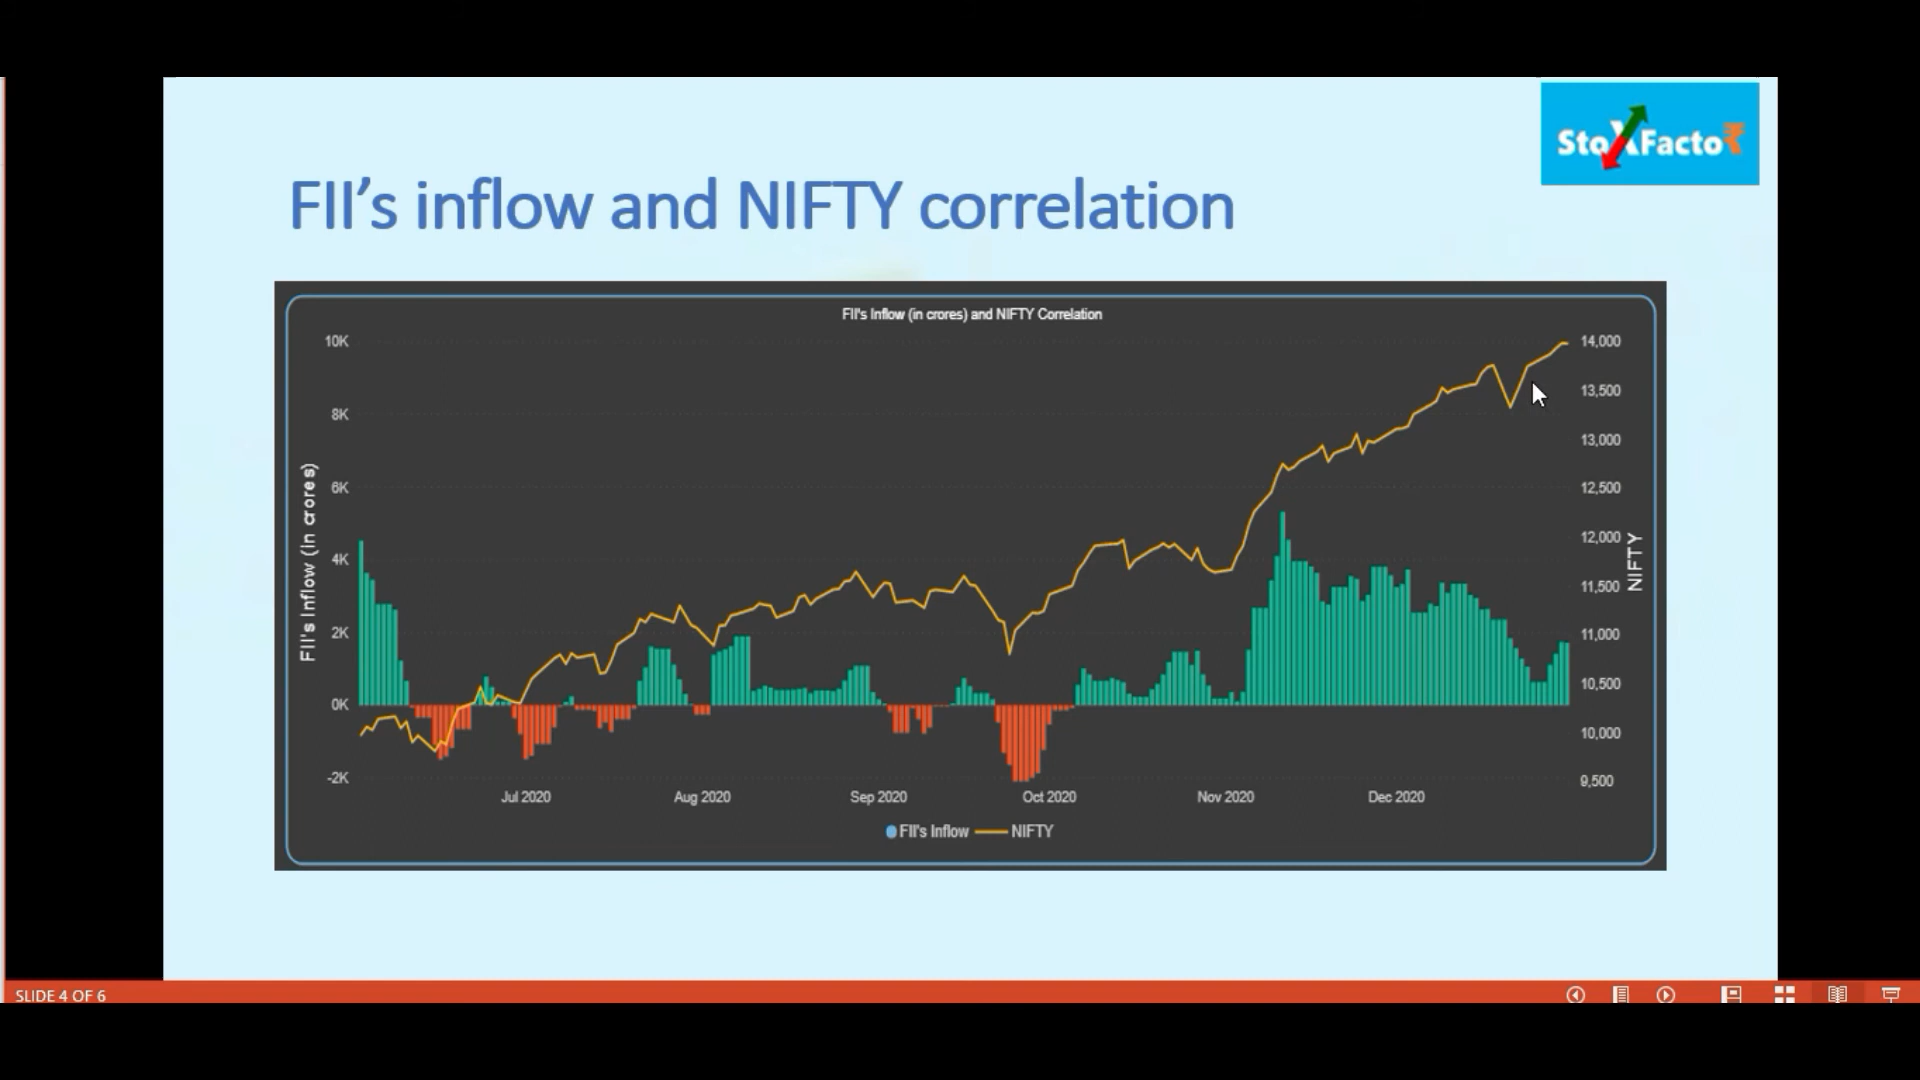 StoXFacto₹
FII's inflow and NIFTY correlation
FII's Inflow (in crores) and NIFTY Correlation
10K
8K
6K
4K
2K
0K
-2K
FII's Inflow (in crores)
14,000
13,500
13,000
12,500
12,000
11,500
11,000
10,500
10,000
9,500
NIFTY
Jul 2020 Aug 2020 Sep 2020 Oct 2020 Nov 2020 Dec 2020
FII's Inflow NIFTY
SLIDE 4 OF 6